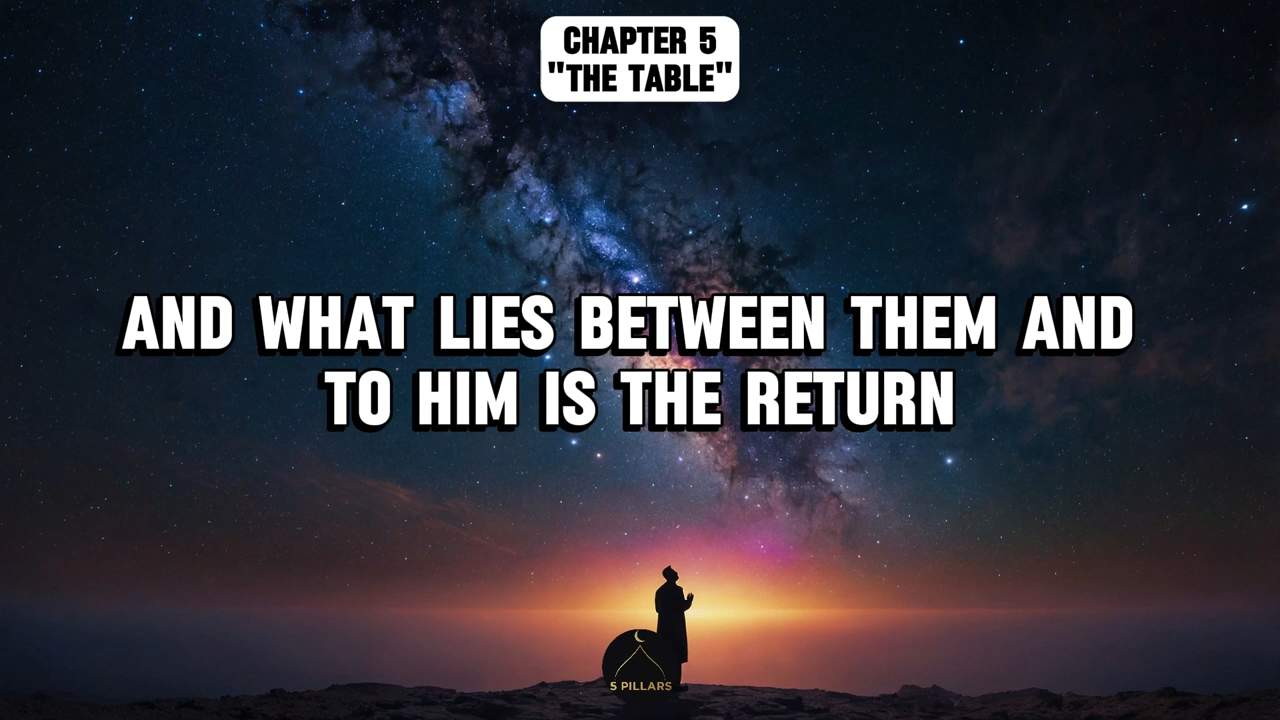 CHAPTER 5
"THE TABLE"
AND WHAT LIES BETWEEN THEM AND
TO HIM IS THE RETURN
5 PILLARS